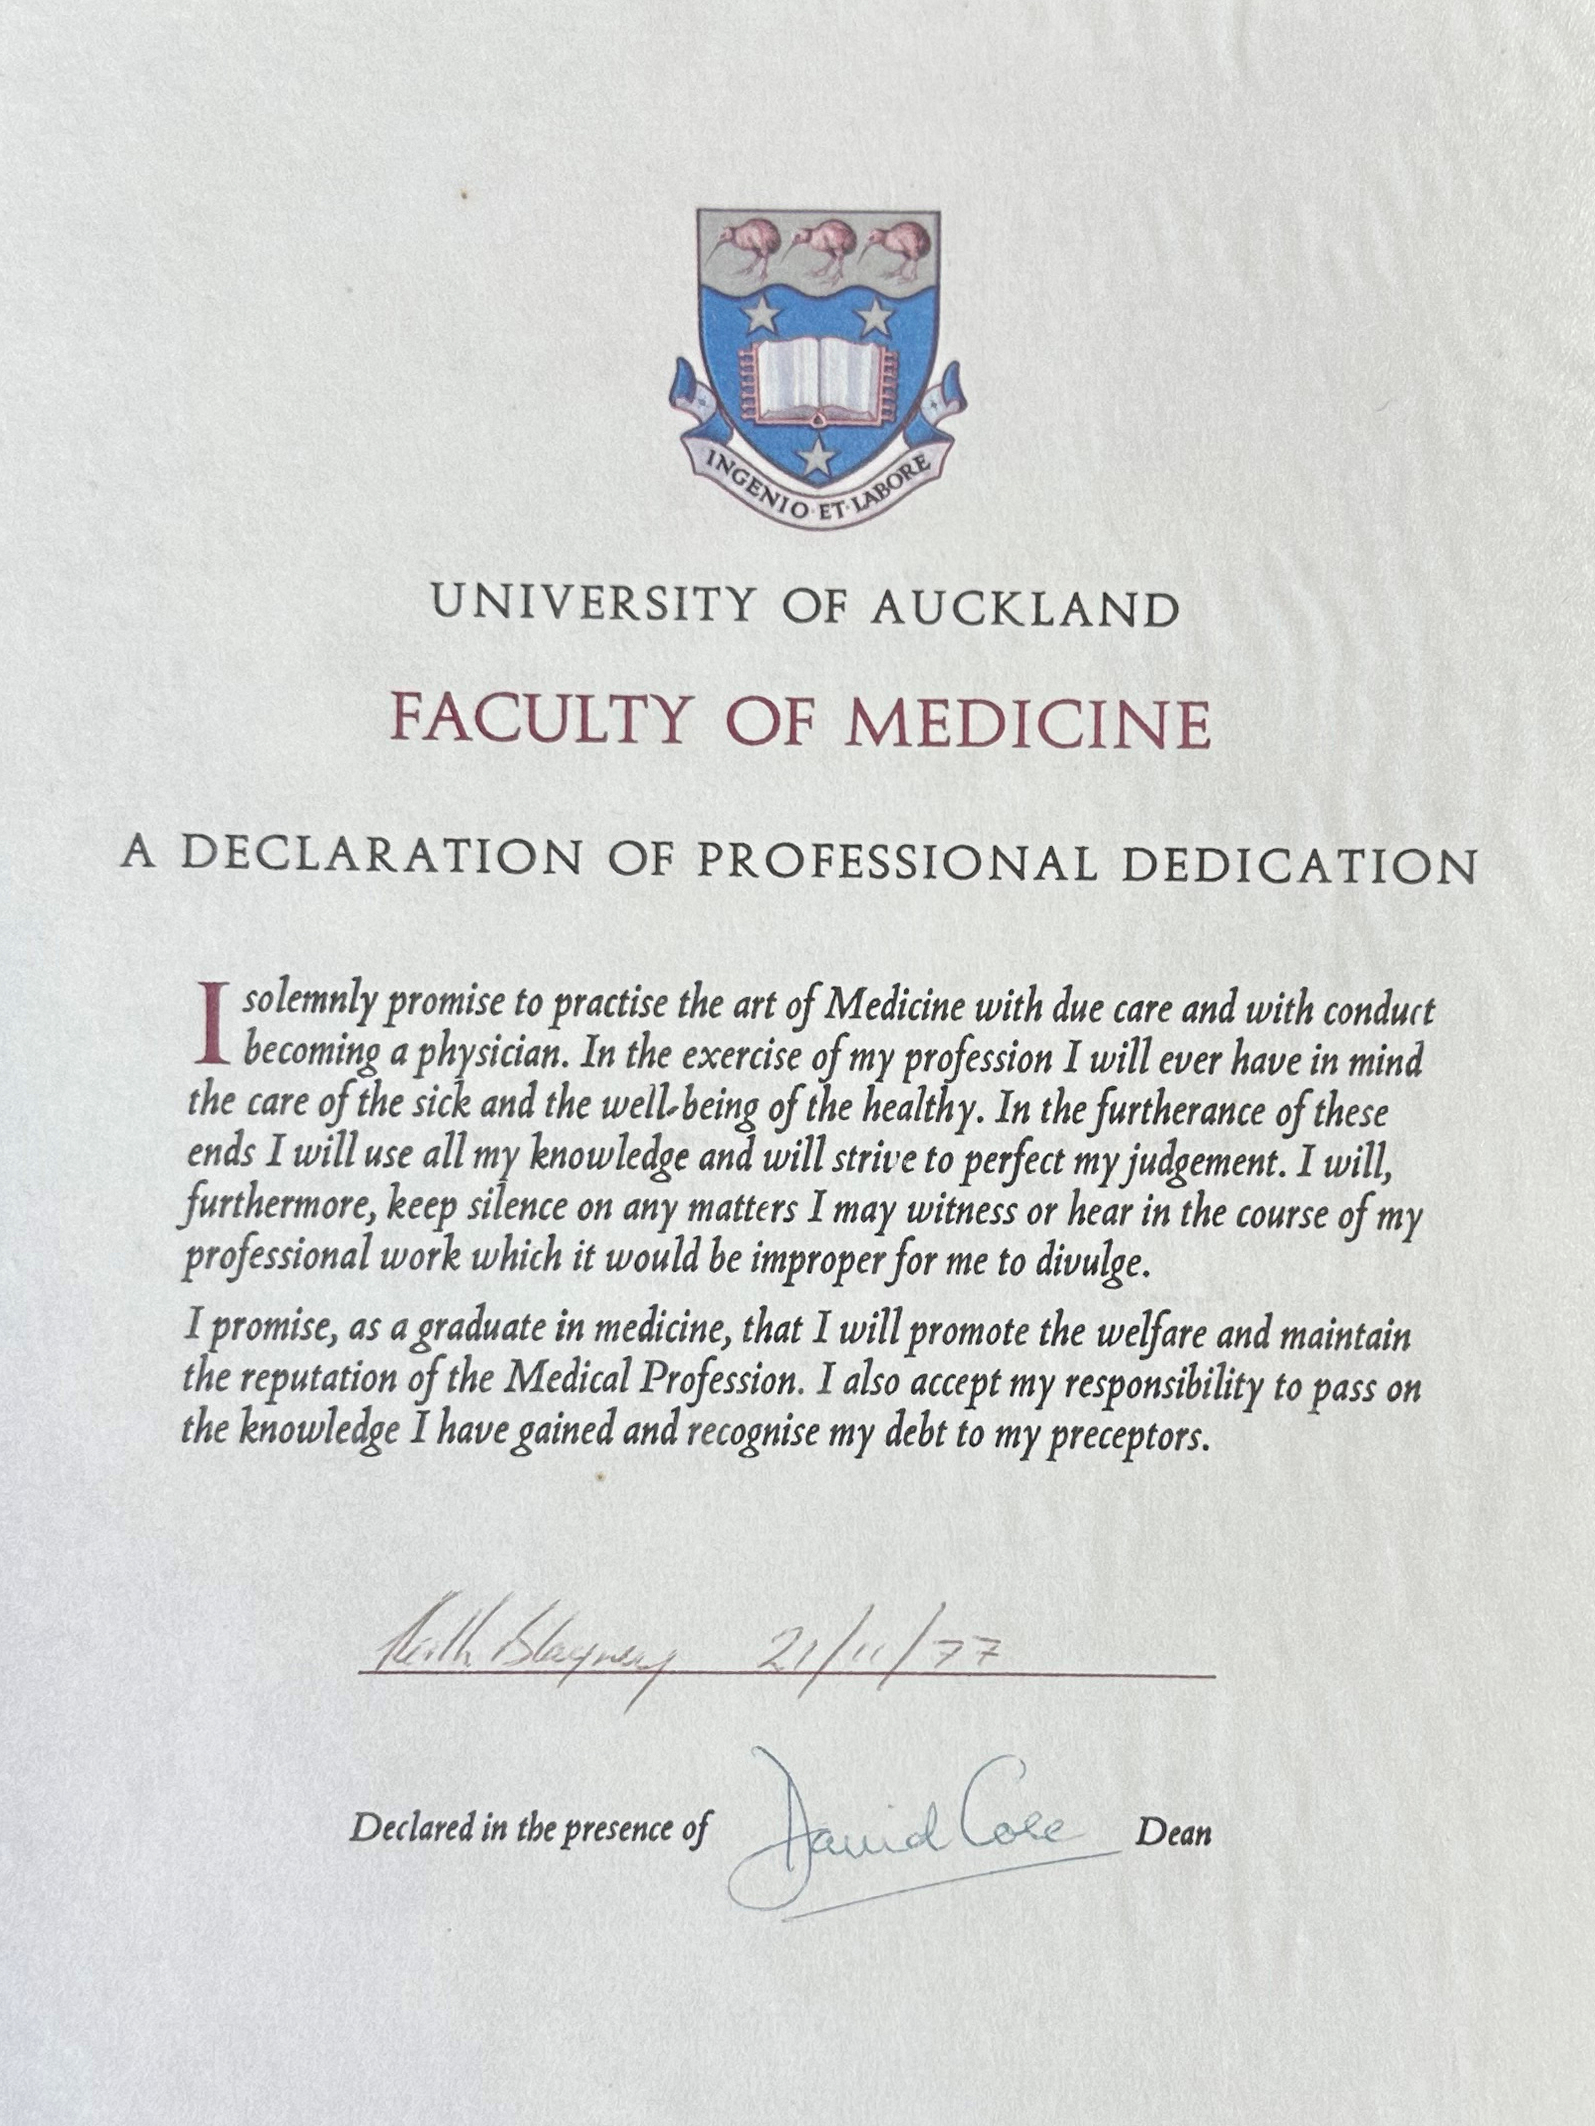 INGENIO·ET·LABORE
UNIVERSITY OF AUCKLAND
FACULTY OF MEDICINE
A DECLARATION OF PROFESSIONAL DEDICATION
I solemnly promise to practise the art of Medicine with due care and with conduct
becoming a physician. In the exercise of my profession I will ever have in mind
the care of the sick and the well-being of the healthy. In the furtherance of these
ends I will use all my knowledge and will strive to perfect my judgement. I will,
furthermore, keep silence on any matters I may witness or hear in the course of my
professional work which it would be improper for me to divulge.
I promise, as a graduate in medicine, that I will promote the welfare and maintain
the reputation of the Medical Profession. I also accept my responsibility to pass on
the knowledge I have gained and recognise my debt to my preceptors.
Keith Blayney 21/11/77
Declared in the presence of David Cole Dean